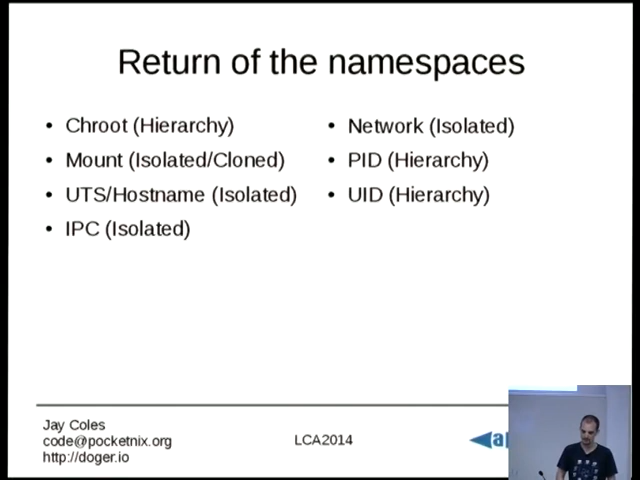 Return of the namespaces
• Chroot (Hierarchy)
• Mount (Isolated/Cloned)
• UTS/Hostname (Isolated)
• IPC (Isolated)
• Network (Isolated)
• PID (Hierarchy)
• UID (Hierarchy)
Jay Coles
code@pocketnix.org
http://doger.io
LCA2014